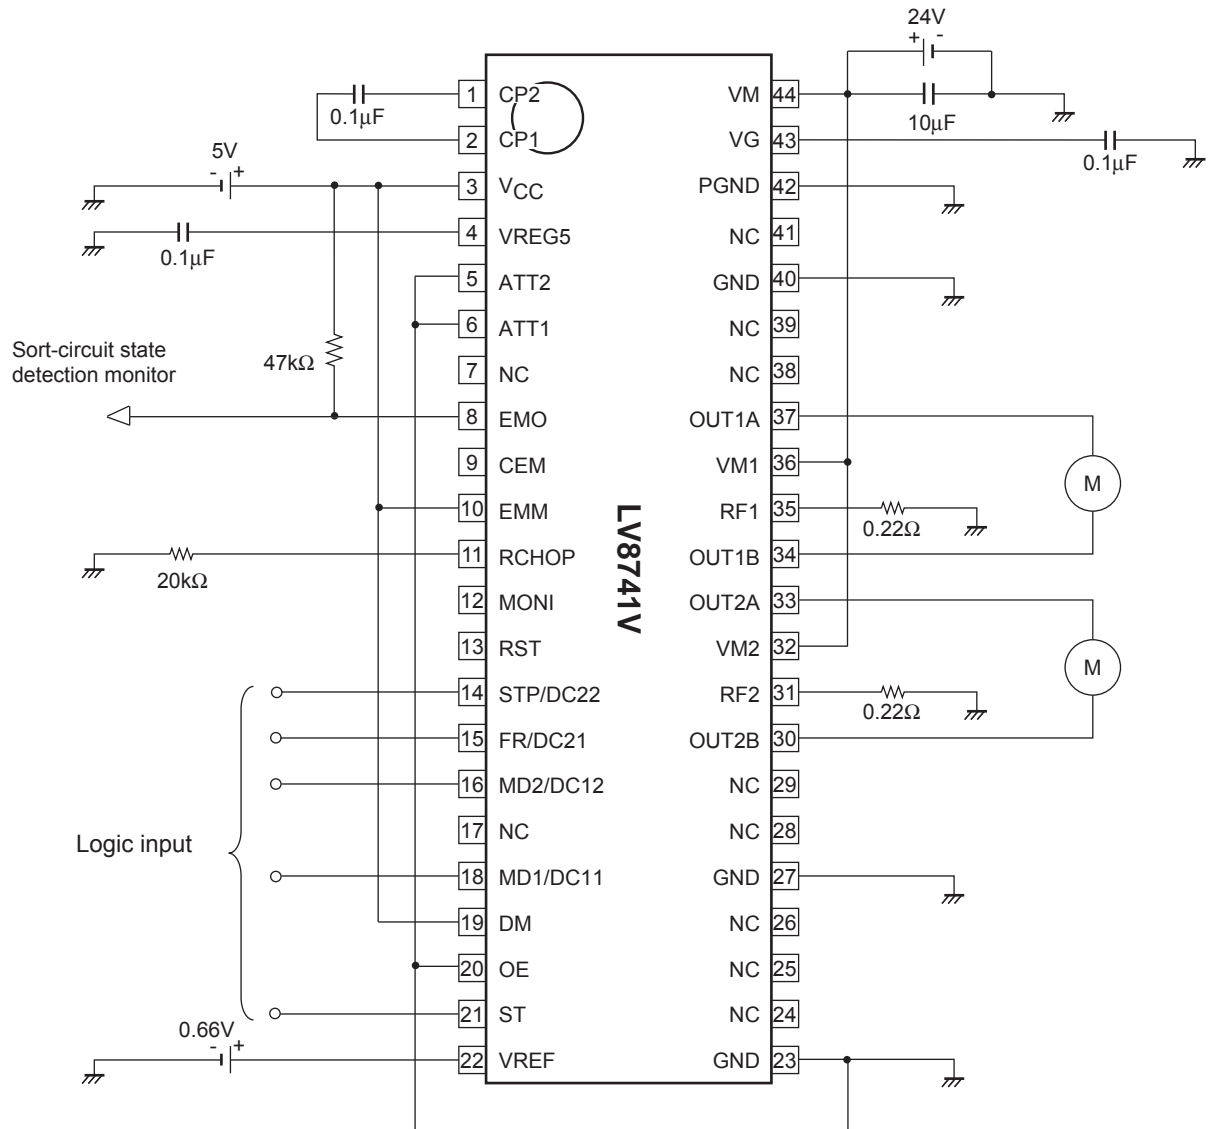 24V
+ -
1 CP2
VM 44
0.1µF
10µF
2 CP1
VG 43
0.1µF
5V
- +
3 VCC
PGND 42
4 VREG5
NC 41
0.1µF
5 ATT2
GND 40
6 ATT1
NC 39
Sort-circuit state
detection monitor
47kΩ
7 NC
NC 38
8 EMO
OUT1A 37
9 CEM
VM1 36
M
10 EMM
RF1 35
0.22Ω
LV8741V
11 RCHOP
OUT1B 34
20kΩ
12 MONI
OUT2A 33
13 RST
VM2 32
M
14 STP/DC22
RF2 31
0.22Ω
15 FR/DC21
OUT2B 30
16 MD2/DC12
NC 29
17 NC
NC 28
Logic input
18 MD1/DC11
GND 27
19 DM
NC 26
20 OE
NC 25
21 ST
NC 24
0.66V
- +
22 VREF
GND 23